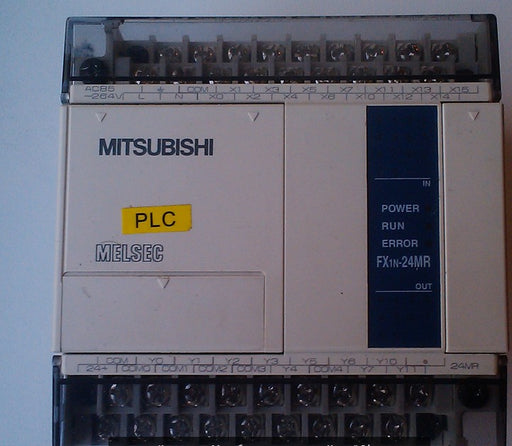 AC85 ⏚ COM X1 X3 X5 X7 X11 X13 X15
~264V L N X0 X2 X4 X6 X10 X12 X14
MITSUBISHI
PLC
MELSEC
IN
POWER
RUN
ERROR
FX1N-24MR
OUT
COM Y0 Y1 Y2 Y3 Y5 Y6 Y10 •
24+ COM0 COM1 COM2 COM3 Y4 COM4 Y7 Y11 24MR